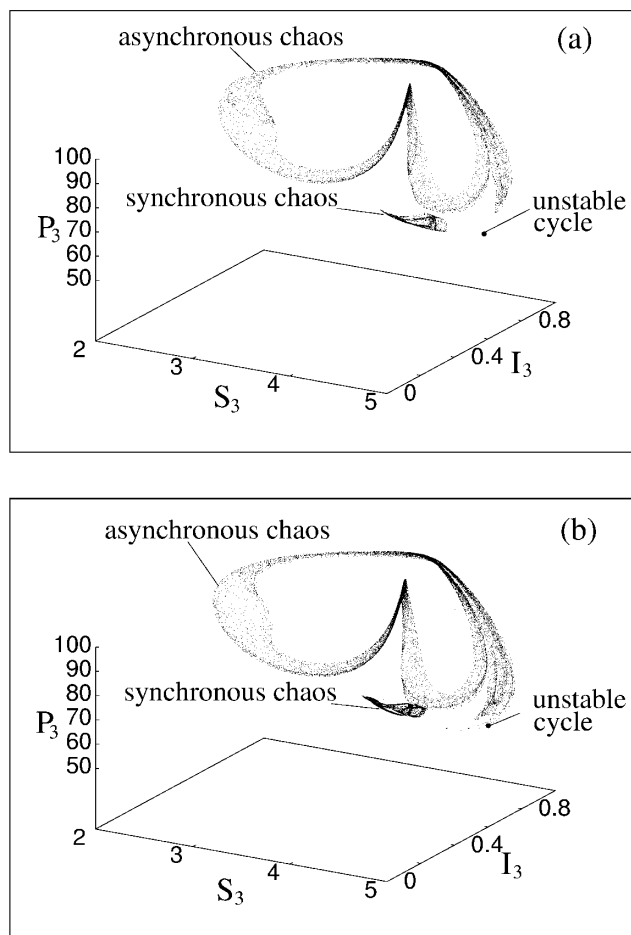 (a)
asynchronous chaos
100
90
synchronous chaos
80
unstable
cycle
P3
70
60
50
2
3
4
5
S3
0
0.4
0.8
I3
(b)
asynchronous chaos
100
90
synchronous chaos
80
unstable
cycle
P3
70
60
50
2
3
4
5
S3
0
0.4
0.8
I3